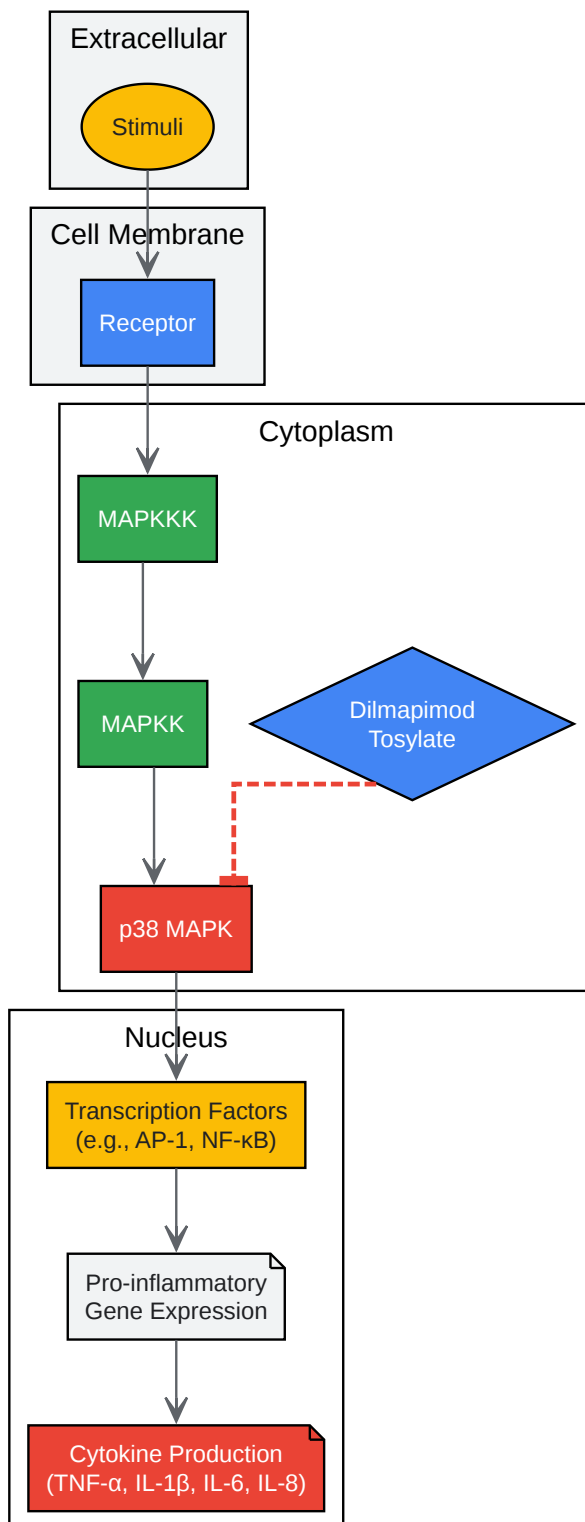 Extracellular
Stimuli
Cell Membrane
Receptor
Cytoplasm
MAPKKK
MAPKK
Dilmapimod
Tosylate
p38 MAPK
Nucleus
Transcription Factors
(e.g., AP-1, NF-κB)
Pro-inflammatory
Gene Expression
Cytokine Production
(TNF-α, IL-1β, IL-6, IL-8)